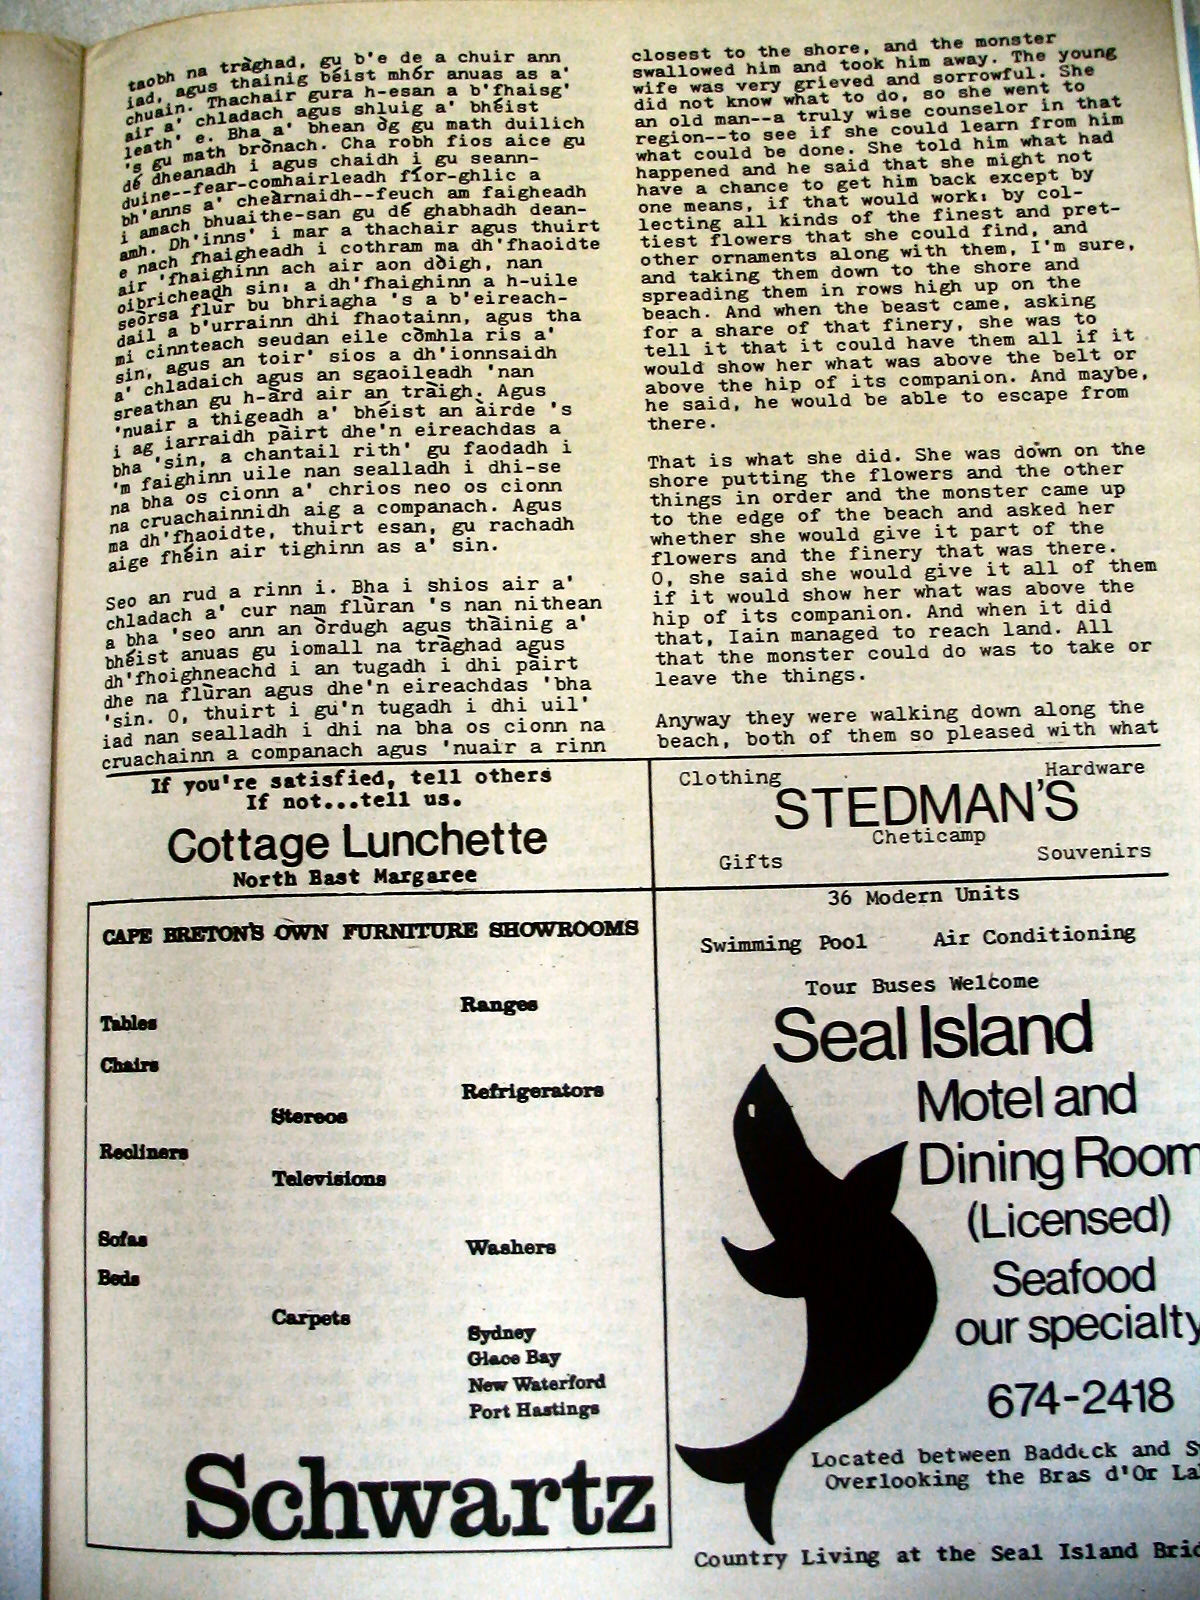 taobh na tràghad, gu b'e de a chuir ann
iad, agus thainig béist mhór anuas as a'
chuain. Thachair gura h-esan a b'fhaisg'
air a' chladach agus shluig a' bhéist
leath' e. Bha a' bhean òg gu math duilich
's gu math brònach. Cha robh fios aice gu
dé dheanadh i agus chaidh i gu seann-
duine--fear-comhairleadh fíor-ghlic a
bh'anns a' cheàrnaidh--feuch am faigheadh
i amach bhuaithe-san gu dé ghabhadh dean-
amh. Dh'inns' i mar a thachair agus thuirt
e nach fhaigheadh i cothram ma dh'fhaoidte
air 'fhaighinn ach air aon dòigh, nan
oibricheadh sin: a dh'fhaighinn a h-uile
seòrsa flùr bu bhriagha 's a b'eireach-
dail a b'urrainn dhi fhaotainn, agus tha
mi cinnteach seudan eile còmhla ris a'
sin, agus an toir' sios a dh'ionnsaidh
a' chladaich agus an sgaoileadh 'nan
sreathan gu h-àrd air an tràigh. Agus
'nuair a thigeadh a' bhéist an àirde 's
i ag iarraidh pàirt dhe'n eireachdas a
bha 'sin, a chantail rith' gu faodadh i
'm faighinn uile nan sealladh i dhi-se
na bha os cionn a' chrios neo os cionn
na cruachainnidh aig a companach. Agus
ma dh'fhaoidte, thuirt esan, gu rachadh
aige fhéin air tighinn as a' sin.
Seo an rud a rinn i. Bha i shios air a'
chladach a' cur nam flùran 's nan nithean
a bha 'seo ann an òrdugh agus thàinig a'
bhéist anuas gu iomall na tràghad agus
dh'fhoighneachd i an tugadh i dhi pàirt
dhe na flùran agus dhe'n eireachdas 'bha
'sin. O, thuirt i gu'n tugadh i dhi uil'
iad nan sealladh i dhi na bha os cionn na
cruachainn a companach agus 'nuair a rinn
closest to the shore, and the monster
swallowed him and took him away. The young
wife was very grieved and sorrowful. She
did not know what to do, so she went to
an old man--a truly wise counselor in that
region--to see if she could learn from him
what could be done. She told him what had
happened and he said that she might not
have a chance to get him back except by
one means, if that would work: by col-
lecting all kinds of the finest and pret-
tiest flowers that she could find, and
other ornaments along with them, I'm sure,
and taking them down to the shore and
spreading them in rows high up on the
beach. And when the beast came, asking
for a share of that finery, she was to
tell it that it could have them all if it
would show her what was above the belt or
above the hip of its companion. And maybe,
he said, he would be able to escape from
there.
That is what she did. She was down on the
shore putting the flowers and the other
things in order and the monster came up
to the edge of the beach and asked her
whether she would give it part of the
flowers and the finery that was there.
O, she said she would give it all of them
if it would show her what was above the
hip of its companion. And when it did
that, Iain managed to reach land. All
that the monster could do was to take or
leave the things.
Anyway they were walking down along the
beach, both of them so pleased with what
If you're satisfied, tell others
If not...tell us.
Cottage Lunchette
North East Margaree
Clothing
Hardware
STEDMAN'S
Cheticamp
Gifts
Souvenirs
CAPE BRETON'S OWN FURNITURE SHOWROOMS
Ranges
Tables
Chairs
Refrigerators
Stereos
Recliners
Televisions
Sofas
Washers
Beds
Carpets
Sydney
Glace Bay
New Waterford
Port Hastings
Schwartz
36 Modern Units
Swimming Pool
Air Conditioning
Tour Buses Welcome
Seal Island
Motel and
Dining Room
(Licensed)
Seafood
our specialty
674-2418
Located between Baddeck and
Overlooking the Bras d'Or
Country Living at the Seal Island